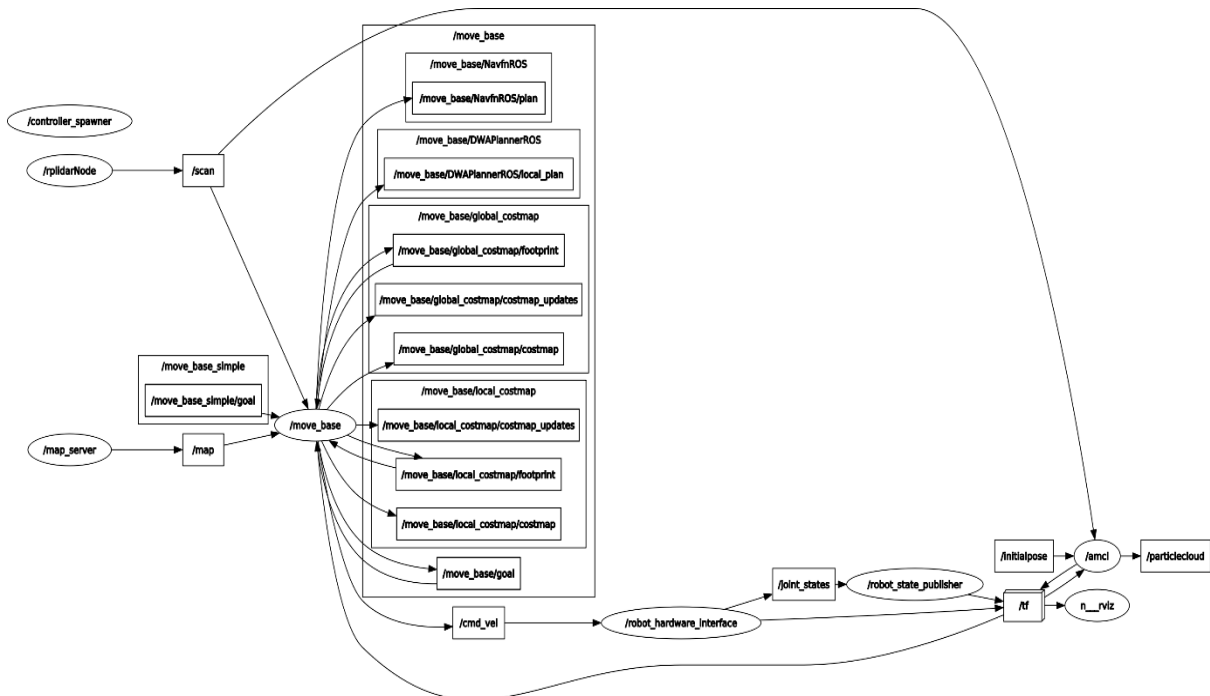 /move_base
/move_base/NavfnROS
/move_base/NavfnROS/plan
/controller_spawner
/move_base/DWAPlannerROS
/rplidarNode
/scan
/move_base/DWAPlannerROS/local_plan
/move_base/global_costmap
/move_base/global_costmap/footprint
/move_base/global_costmap/costmap_updates
/move_base/global_costmap/costmap
/move_base_simple
/move_base_simple/goal
/move_base/local_costmap
/move_base
/move_base/local_costmap/costmap_updates
/map_server
/map
/move_base/local_costmap/footprint
/move_base/local_costmap/costmap
/move_base/goal
/initialpose
/amcl
/particlecloud
/joint_states
/robot_state_publisher
/tf
n__rviz
/cmd_vel
/robot_hardware_interface